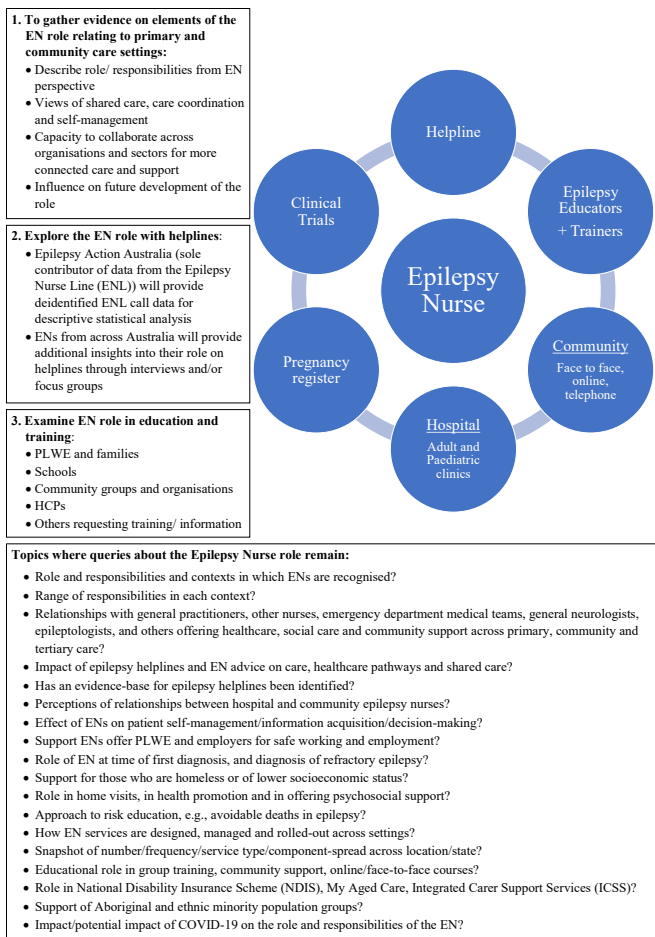 1. To gather evidence on elements of the
EN role relating to primary and
community care settings:
• Describe role/ responsibilities from EN
perspective
• Views of shared care, care coordination
and self-management
• Capacity to collaborate across
organisations and sectors for more
connected care and support
• Influence on future development of the
role
2. Explore the EN role with helplines:
• Epilepsy Action Australia (sole
contributor of data from the Epilepsy
Nurse Line (ENL)) will provide
deidentified ENL call data for
descriptive statistical analysis
• ENs from across Australia will provide
additional insights into their role on
helplines through interviews and/or
focus groups
3. Examine EN role in education and
training:
• PLWE and families
• Schools
• Community groups and organisations
• HCPs
• Others requesting training/ information
Helpline
Epilepsy
Educators
+ Trainers
Community
Face to face,
online,
telephone
Hospital
Adult and
Paediatric
clinics
Pregnancy
register
Clinical
Trials
Epilepsy
Nurse
Topics where queries about the Epilepsy Nurse role remain:
• Role and responsibilities and contexts in which ENs are recognised?
• Range of responsibilities in each context?
• Relationships with general practitioners, other nurses, emergency department medical teams, general neurologists,
epileptologists, and others offering healthcare, social care and community support across primary, community and
tertiary care?
• Impact of epilepsy helplines and EN advice on care, healthcare pathways and shared care?
• Has an evidence-base for epilepsy helplines been identified?
• Perceptions of relationships between hospital and community epilepsy nurses?
• Effect of ENs on patient self-management/information acquisition/decision-making?
• Support ENs offer PLWE and employers for safe working and employment?
• Role of EN at time of first diagnosis, and diagnosis of refractory epilepsy?
• Support for those who are homeless or of lower socioeconomic status?
• Role in home visits, in health promotion and in offering psychosocial support?
• Approach to risk education, e.g., avoidable deaths in epilepsy?
• How EN services are designed, managed and rolled-out across settings?
• Snapshot of number/frequency/service type/component-spread across location/state?
• Educational role in group training, community support, online/face-to-face courses?
• Role in National Disability Insurance Scheme (NDIS), My Aged Care, Integrated Carer Support Services (ICSS)?
• Support of Aboriginal and ethnic minority population groups?
• Impact/potential impact of COVID-19 on the role and responsibilities of the EN?